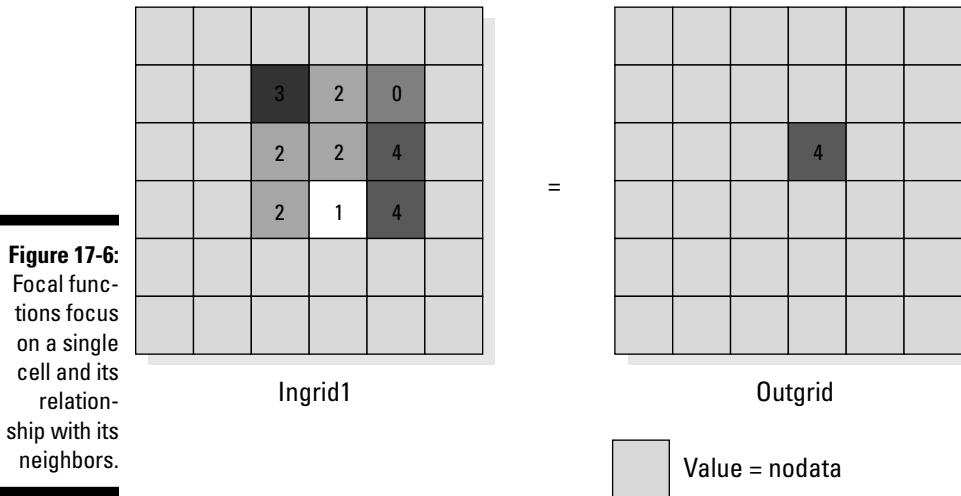 3 2 0
2 2 4
2 1 4
=
4
Figure 17-6:
Focal func-
tions focus
on a single
cell and its
relation-
ship with its
neighbors.
Ingrid1
Outgrid
Value = nodata